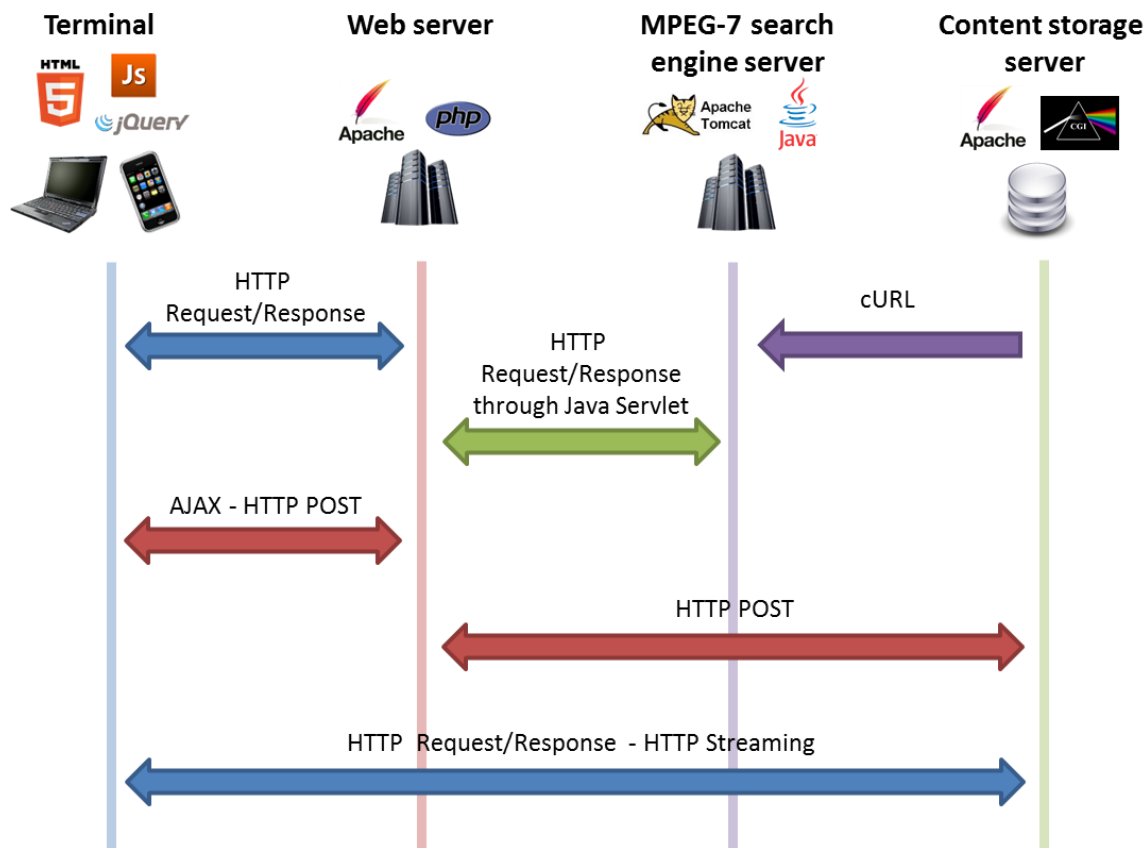 Terminal
Web server
MPEG-7 search
engine server
Content storage
server
HTML
5
JS
jQuery
Apache
php
Apache
Tomcat
Java
Apache
CGI
HTTP
Request/Response
cURL
HTTP
Request/Response
through Java Servlet
AJAX - HTTP POST
HTTP POST
HTTP Request/Response - HTTP Streaming